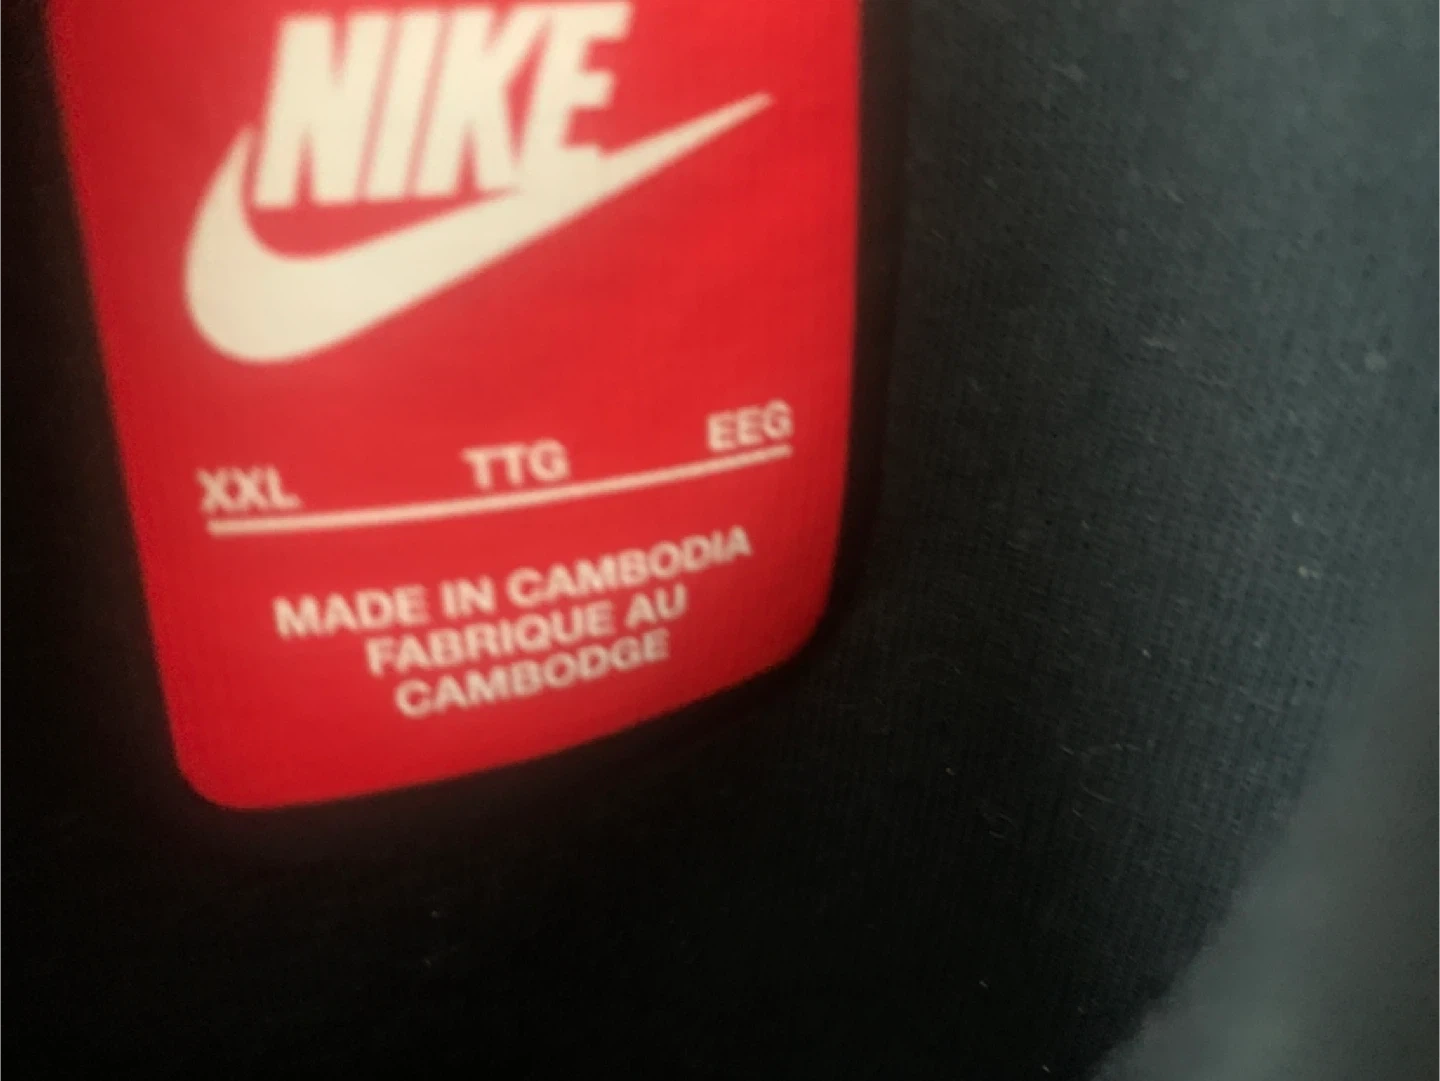 NIKE
XXL TTG EEG
MADE IN CAMBODIA
FABRIQUE AU
CAMBODGE